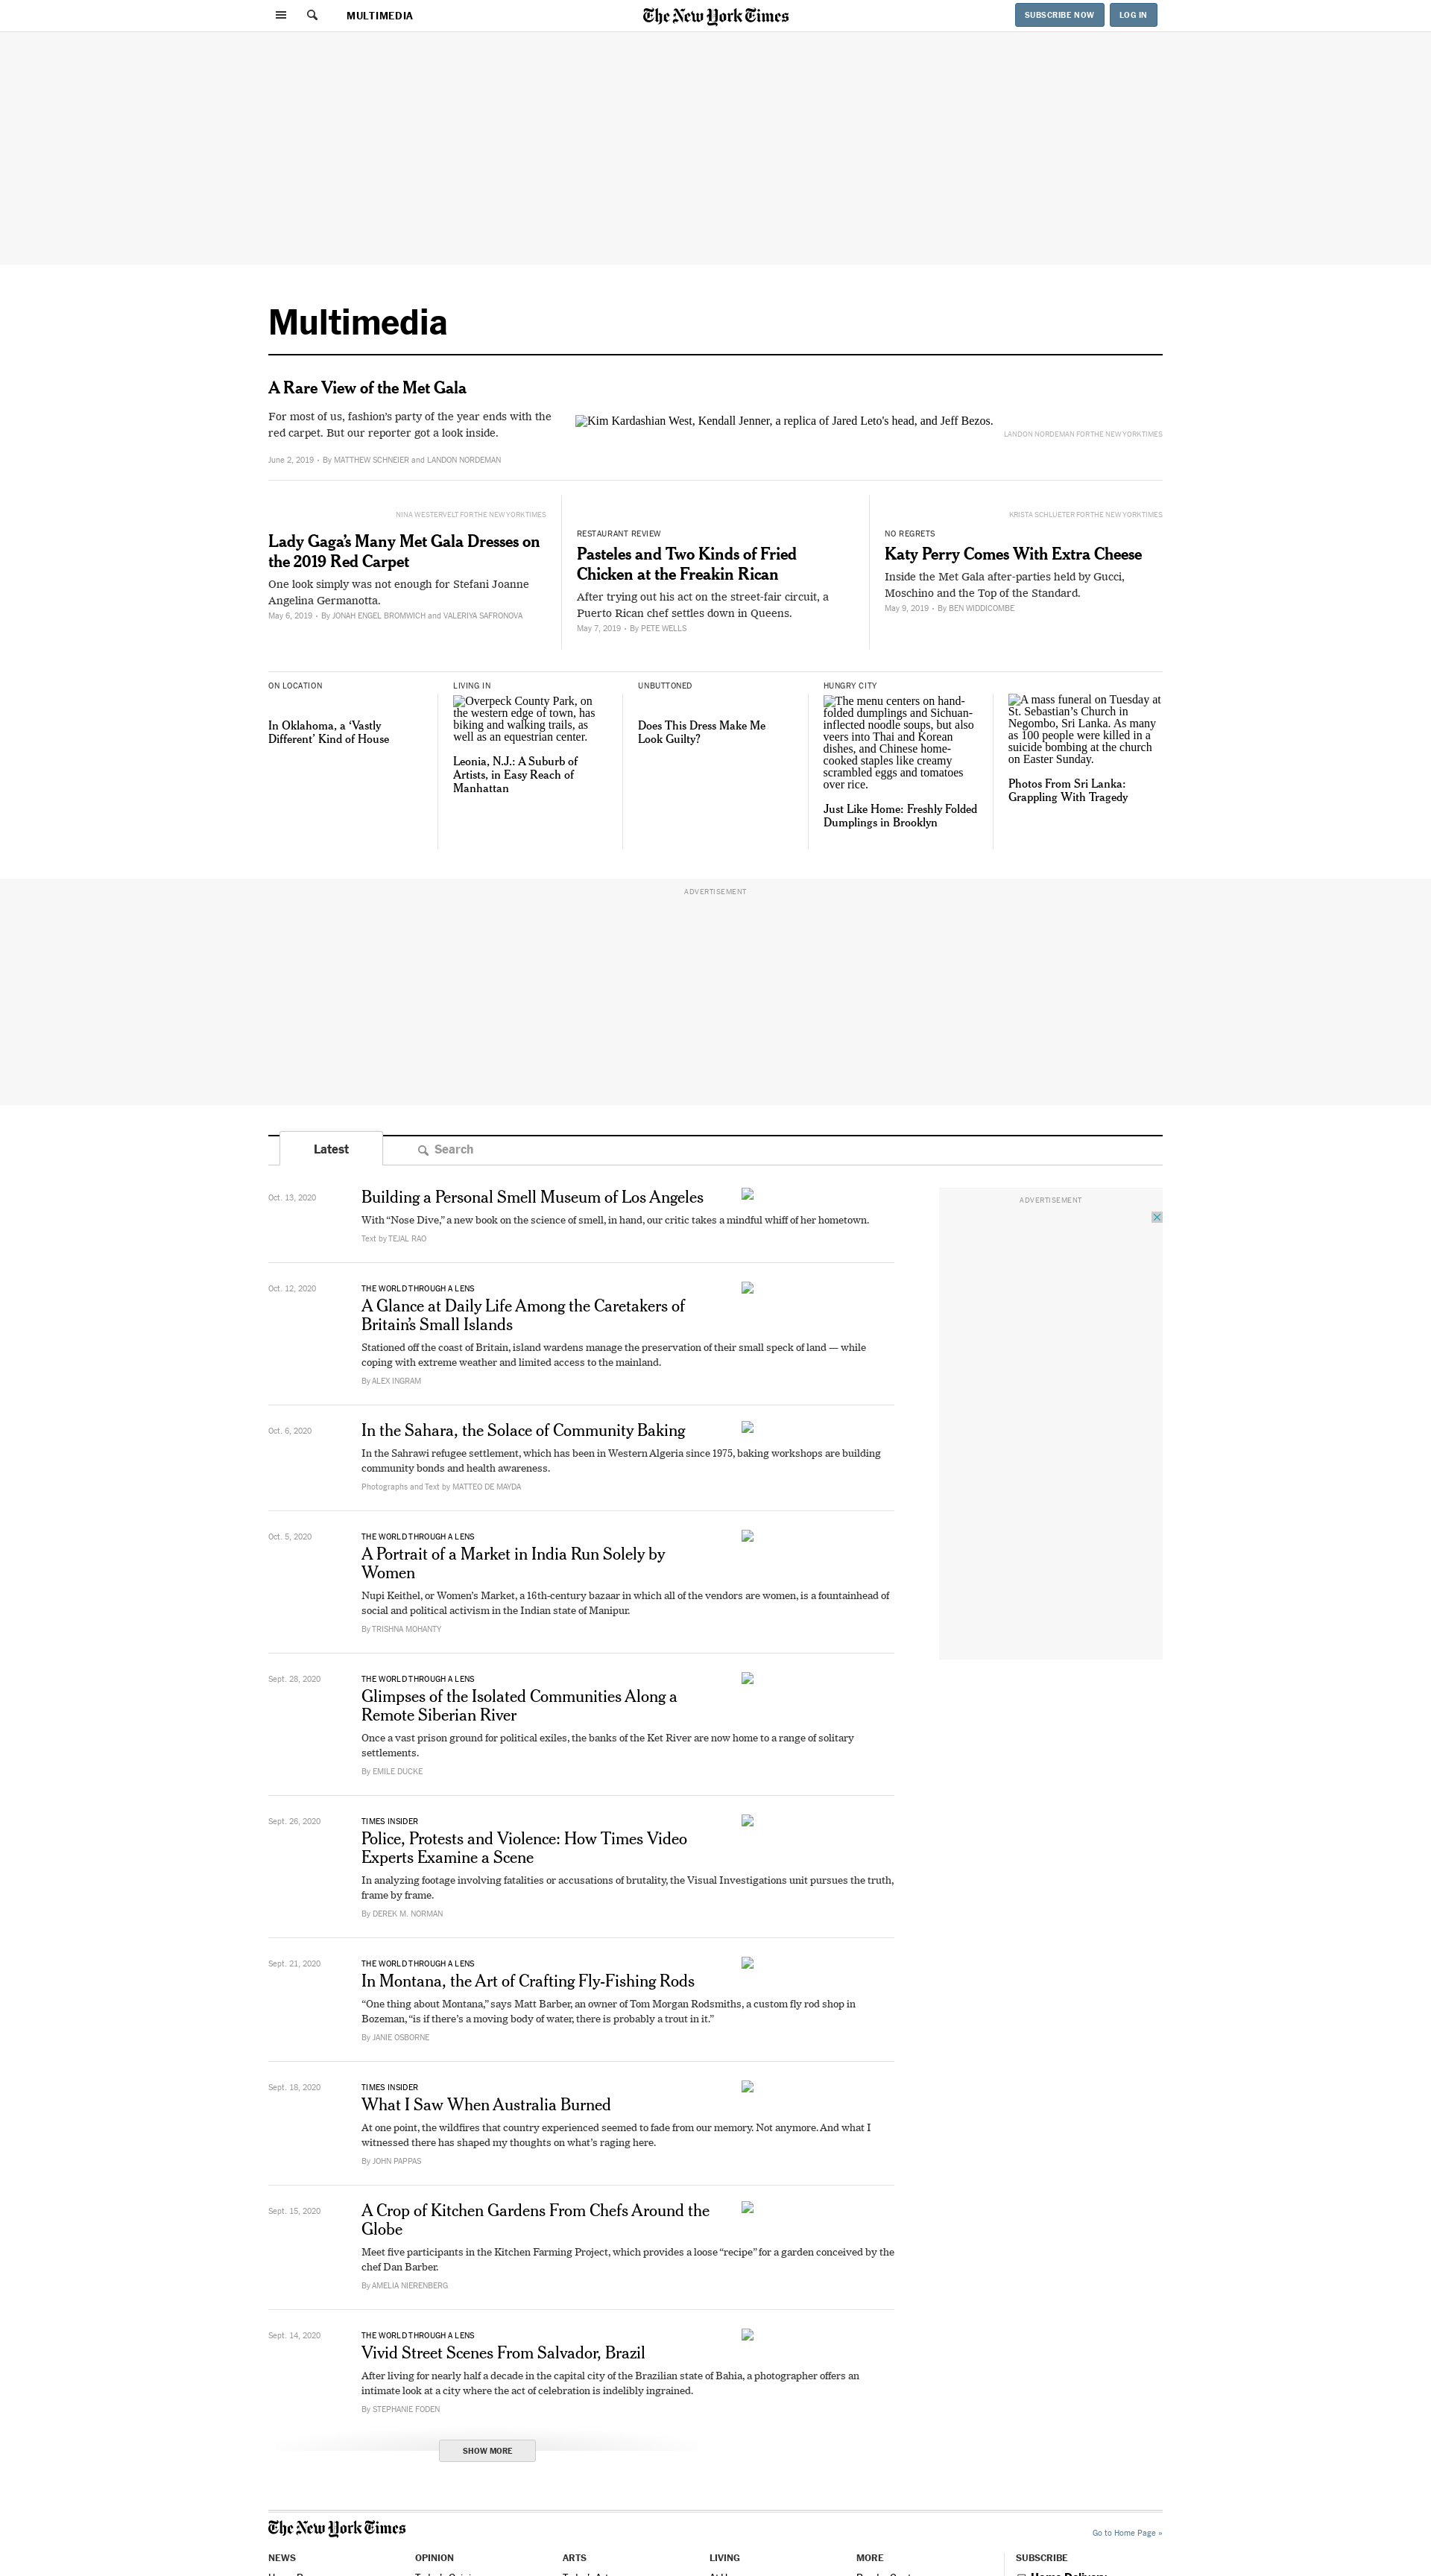 MULTIMEDIA
The New York Times
SUBSCRIBE NOW
LOG IN
Multimedia
A Rare View of the Met Gala
For most of us, fashion’s party of the year ends with the
red carpet. But our reporter got a look inside.
June 2, 2019 • By MATTHEW SCHNEIER and LANDON NORDEMAN
Kim Kardashian West, Kendall Jenner, a replica of Jared Leto's head, and Jeff Bezos.
LANDON NORDEMAN FOR THE NEW YORK TIMES
NINA WESTERVELT FOR THE NEW YORK TIMES
Lady Gaga’s Many Met Gala Dresses on
the 2019 Red Carpet
One look simply was not enough for Stefani Joanne
Angelina Germanotta.
May 6, 2019 • By JONAH ENGEL BROMWICH and VALERIYA SAFRONOVA
RESTAURANT REVIEW
Pasteles and Two Kinds of Fried
Chicken at the Freakin Rican
After trying out his act on the street-fair circuit, a
Puerto Rican chef settles down in Queens.
May 7, 2019 • By PETE WELLS
KRISTA SCHLUETER FOR THE NEW YORK TIMES
NO REGRETS
Katy Perry Comes With Extra Cheese
Inside the Met Gala after-parties held by Gucci,
Moschino and the Top of the Standard.
May 9, 2019 • By BEN WIDDICOMBE
ON LOCATION
In Oklahoma, a ‘Vastly
Different’ Kind of House
LIVING IN
Overpeck County Park, on
the western edge of town, has
biking and walking trails, as
well as an equestrian center.
Leonia, N.J.: A Suburb of
Artists, in Easy Reach of
Manhattan
UNBUTTONED
Does This Dress Make Me
Look Guilty?
HUNGRY CITY
The menu centers on hand-
folded dumplings and Sichuan-
inflected noodle soups, but also
veers into Thai and Korean
dishes, and Chinese home-
cooked staples like creamy
scrambled eggs and tomatoes
over rice.
Just Like Home: Freshly Folded
Dumplings in Brooklyn
A mass funeral on Tuesday at
St. Sebastian’s Church in
Negombo, Sri Lanka. As many
as 100 people were killed in a
suicide bombing at the church
on Easter Sunday.
Photos From Sri Lanka:
Grappling With Tragedy
ADVERTISEMENT
Latest
Search
ADVERTISEMENT
Oct. 13, 2020
Building a Personal Smell Museum of Los Angeles
With “Nose Dive,” a new book on the science of smell, in hand, our critic takes a mindful whiff of her hometown.
Text by TEJAL RAO
Oct. 12, 2020
THE WORLD THROUGH A LENS
A Glance at Daily Life Among the Caretakers of
Britain’s Small Islands
Stationed off the coast of Britain, island wardens manage the preservation of their small speck of land — while
coping with extreme weather and limited access to the mainland.
By ALEX INGRAM
Oct. 6, 2020
In the Sahara, the Solace of Community Baking
In the Sahrawi refugee settlement, which has been in Western Algeria since 1975, baking workshops are building
community bonds and health awareness.
Photographs and Text by MATTEO DE MAYDA
Oct. 5, 2020
THE WORLD THROUGH A LENS
A Portrait of a Market in India Run Solely by
Women
Nupi Keithel, or Women’s Market, a 16th-century bazaar in which all of the vendors are women, is a fountainhead of
social and political activism in the Indian state of Manipur.
By TRISHNA MOHANTY
Sept. 28, 2020
THE WORLD THROUGH A LENS
Glimpses of the Isolated Communities Along a
Remote Siberian River
Once a vast prison ground for political exiles, the banks of the Ket River are now home to a range of solitary
settlements.
By EMILE DUCKE
Sept. 26, 2020
TIMES INSIDER
Police, Protests and Violence: How Times Video
Experts Examine a Scene
In analyzing footage involving fatalities or accusations of brutality, the Visual Investigations unit pursues the truth,
frame by frame.
By DEREK M. NORMAN
Sept. 21, 2020
THE WORLD THROUGH A LENS
In Montana, the Art of Crafting Fly-Fishing Rods
“One thing about Montana,” says Matt Barber, an owner of Tom Morgan Rodsmiths, a custom fly rod shop in
Bozeman, “is if there’s a moving body of water, there is probably a trout in it.”
By JANIE OSBORNE
Sept. 18, 2020
TIMES INSIDER
What I Saw When Australia Burned
At one point, the wildfires that country experienced seemed to fade from our memory. Not anymore. And what I
witnessed there has shaped my thoughts on what’s raging here.
By JOHN PAPPAS
Sept. 15, 2020
A Crop of Kitchen Gardens From Chefs Around the
Globe
Meet five participants in the Kitchen Farming Project, which provides a loose “recipe” for a garden conceived by the
chef Dan Barber.
By AMELIA NIERENBERG
Sept. 14, 2020
THE WORLD THROUGH A LENS
Vivid Street Scenes From Salvador, Brazil
After living for nearly half a decade in the capital city of the Brazilian state of Bahia, a photographer offers an
intimate look at a city where the act of celebration is indelibly ingrained.
By STEPHANIE FODEN
SHOW MORE
The New York Times
Go to Home Page »
NEWS
OPINION
ARTS
LIVING
MORE
SUBSCRIBE